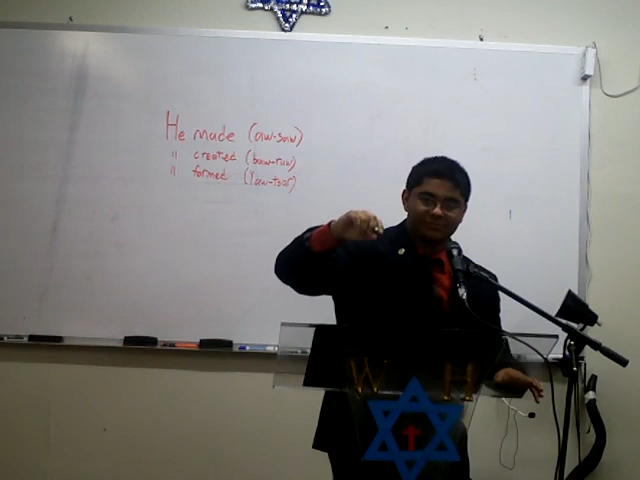 He made (aw-saw)
" created (baw-raw)
" formed (Yaw-tsar)
W H